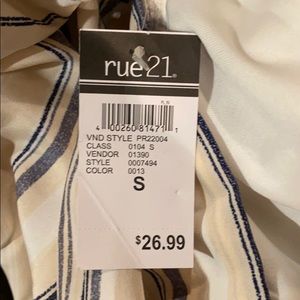 rue21®
4 00260 81471 1
VND STYLE PR22004
CLASS 0104 S
VENDOR 01390
STYLE 0007494
COLOR 0013
S
$26.99